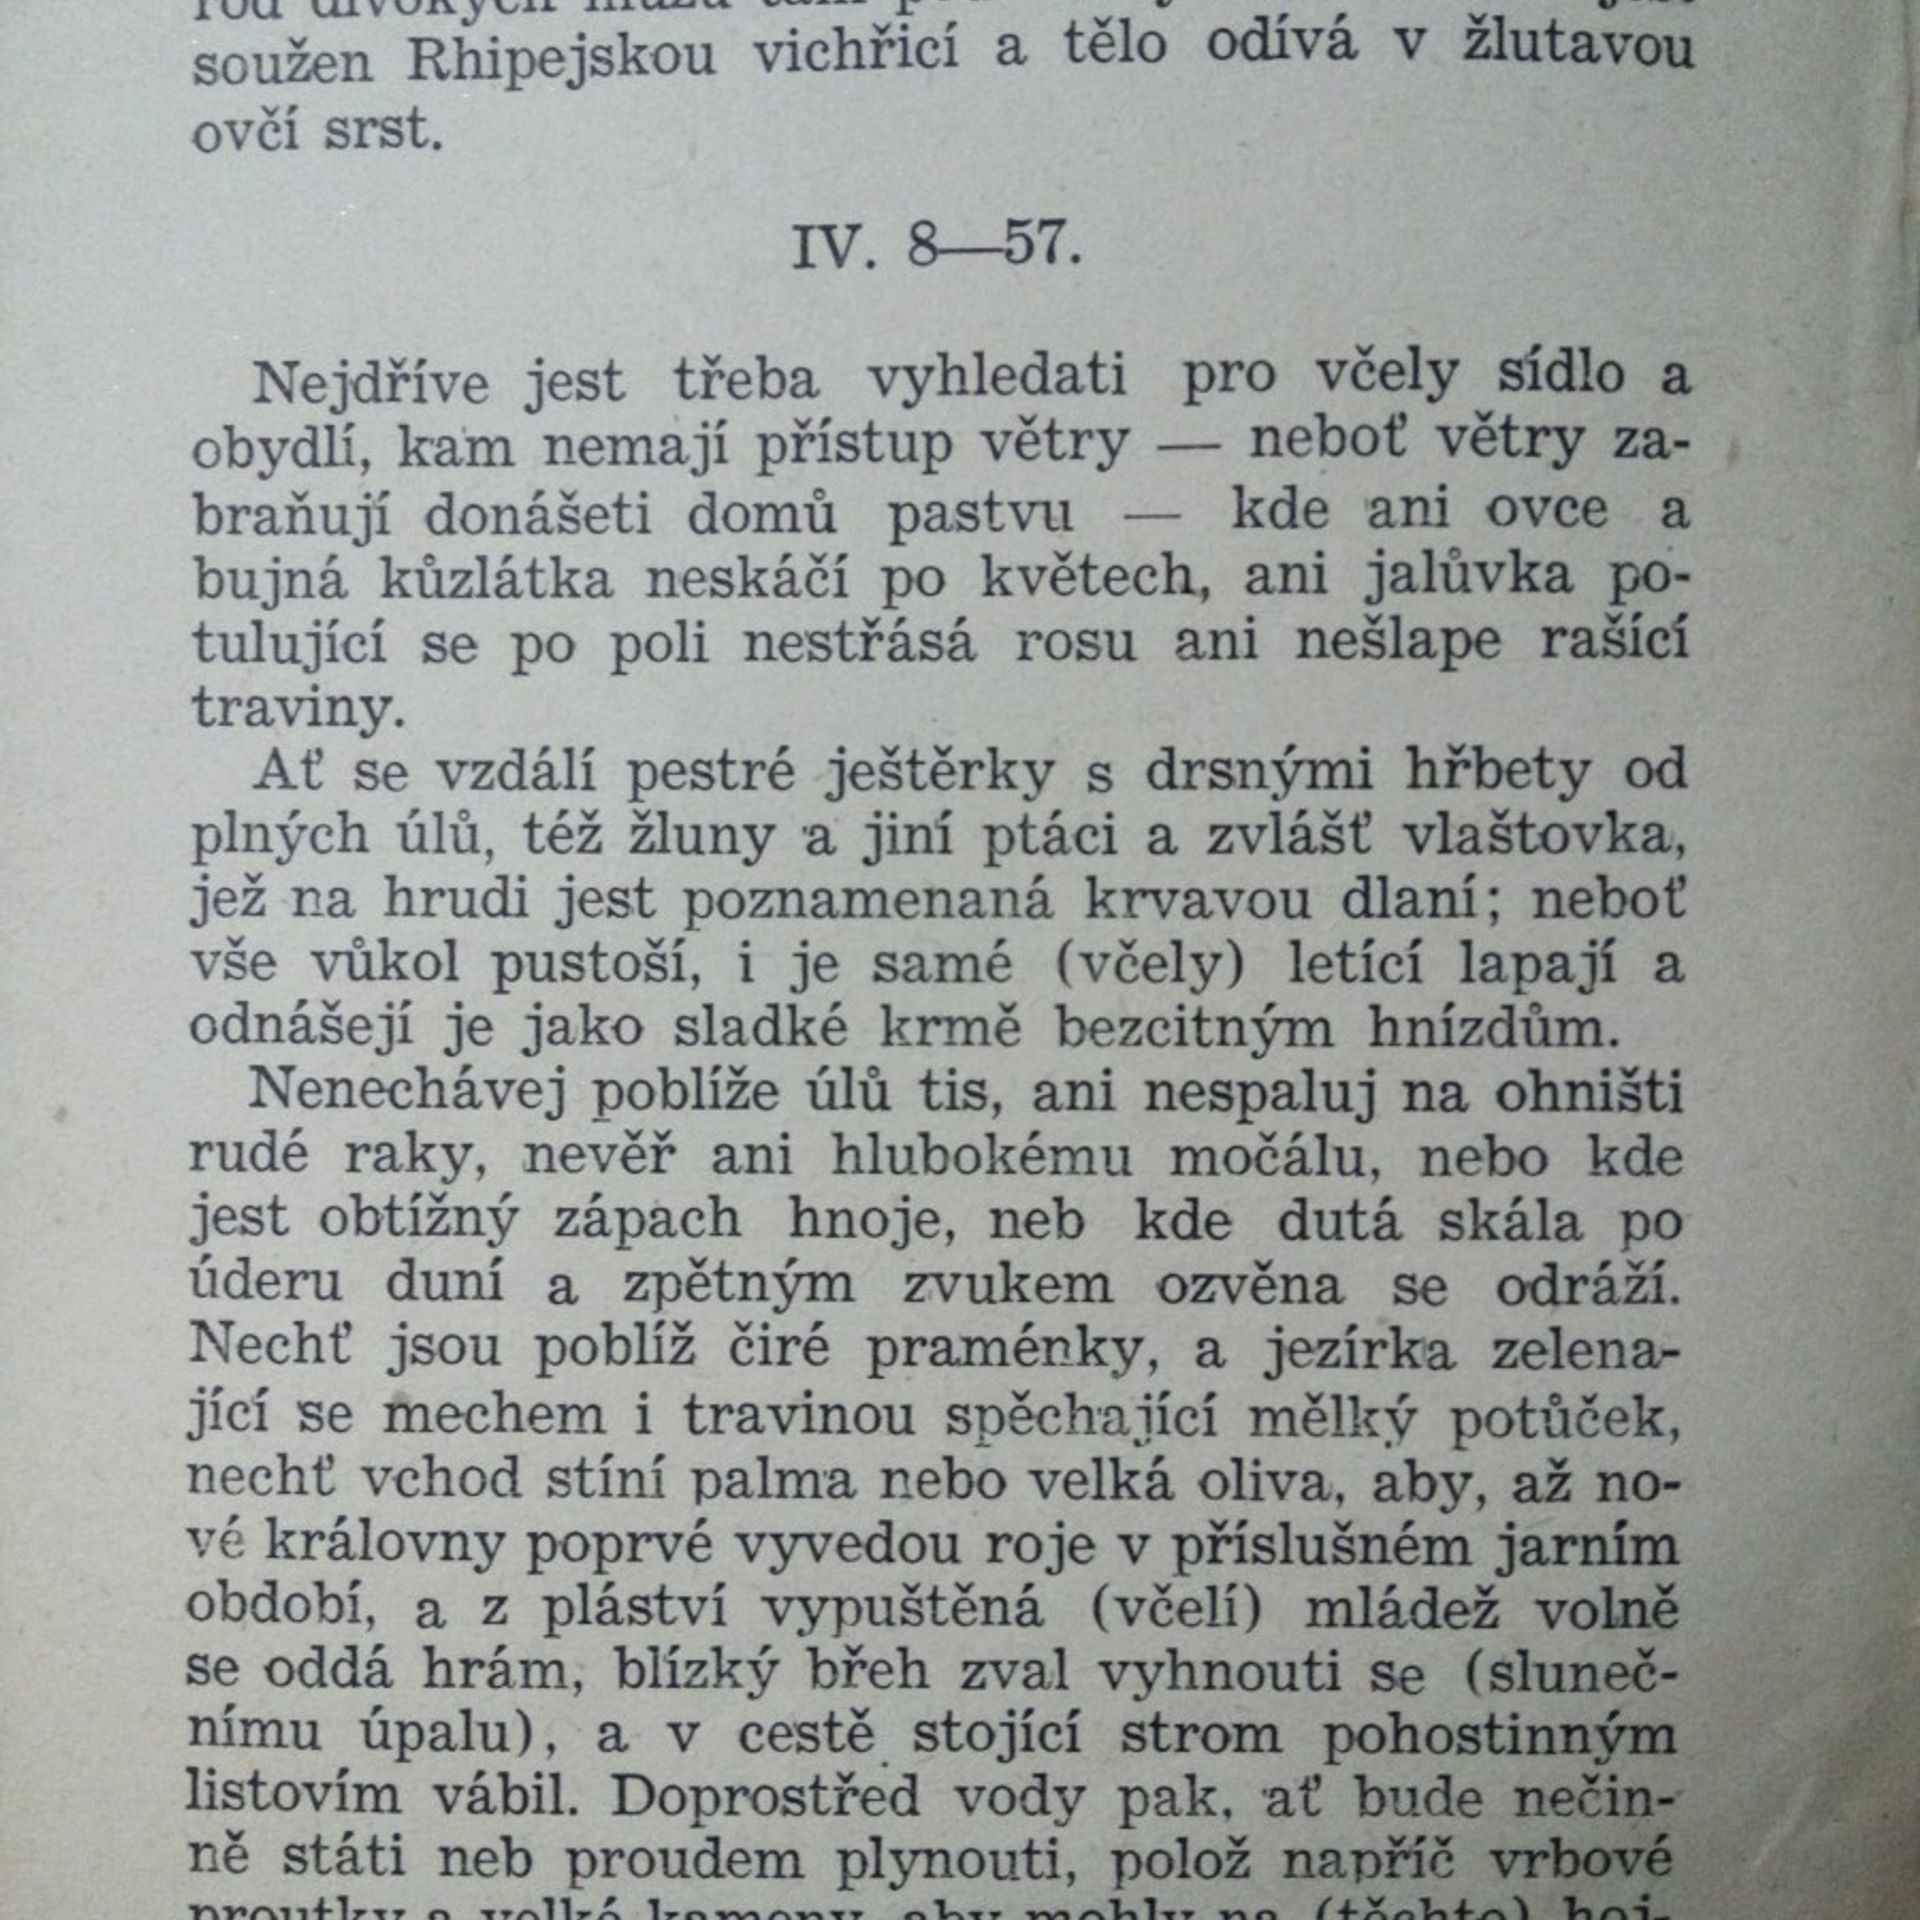 soužen Rhipejskou vichřicí a tělo odívá v žlutavou
ovčí srst.
IV. 8—57.
Nejdříve jest třeba vyhledati pro včely sídlo a
obydlí, kam nemají přístup větry — neboť větry za-
braňují donášeti domů pastvu — kde ani ovce a
bujná kůzlátka neskáčí po květech, ani jalůvka po-
tulující se po poli nestřásá rosu ani nešlape rašící
traviny.
Ať se vzdálí pestré ještěrky s drsnými hřbety od
plných úlů, též žluny a jiní ptáci a zvlášť vlaštovka,
jež na hrudi jest poznamenaná krvavou dlaní; neboť
vše vůkol pustoší, i je samé (včely) letící lapají a
odnášejí je jako sladké krmě bezcitným hnízdům.
Nenechávej poblíže úlů tis, ani nespaluj na ohništi
rudé raky, nevěř ani hlubokému močálu, nebo kde
jest obtížný zápach hnoje, neb kde dutá skála po
úderu duní a zpětným zvukem ozvěna se odráží.
Nechť jsou poblíž čiré praménky, a jezírka zelena-
jící se mechem i travinou spěchající mělký potůček,
nechť vchod stíní palma nebo velká oliva, aby, až no-
vé královny poprvé vyvedou roje v příslušném jarním
období, a z pláství vypuštěná (včelí) mládež volně
se oddá hrám, blízký břeh zval vyhnouti se (sluneč-
nímu úpalu), a v cestě stojící strom pohostinným
listovím vábil. Doprostřed vody pak, ať bude nečin-
ně státi neb proudem plynouti, polož napříč vrbové
proutky a velké kameny, aby mohly na (těchto) hoj-